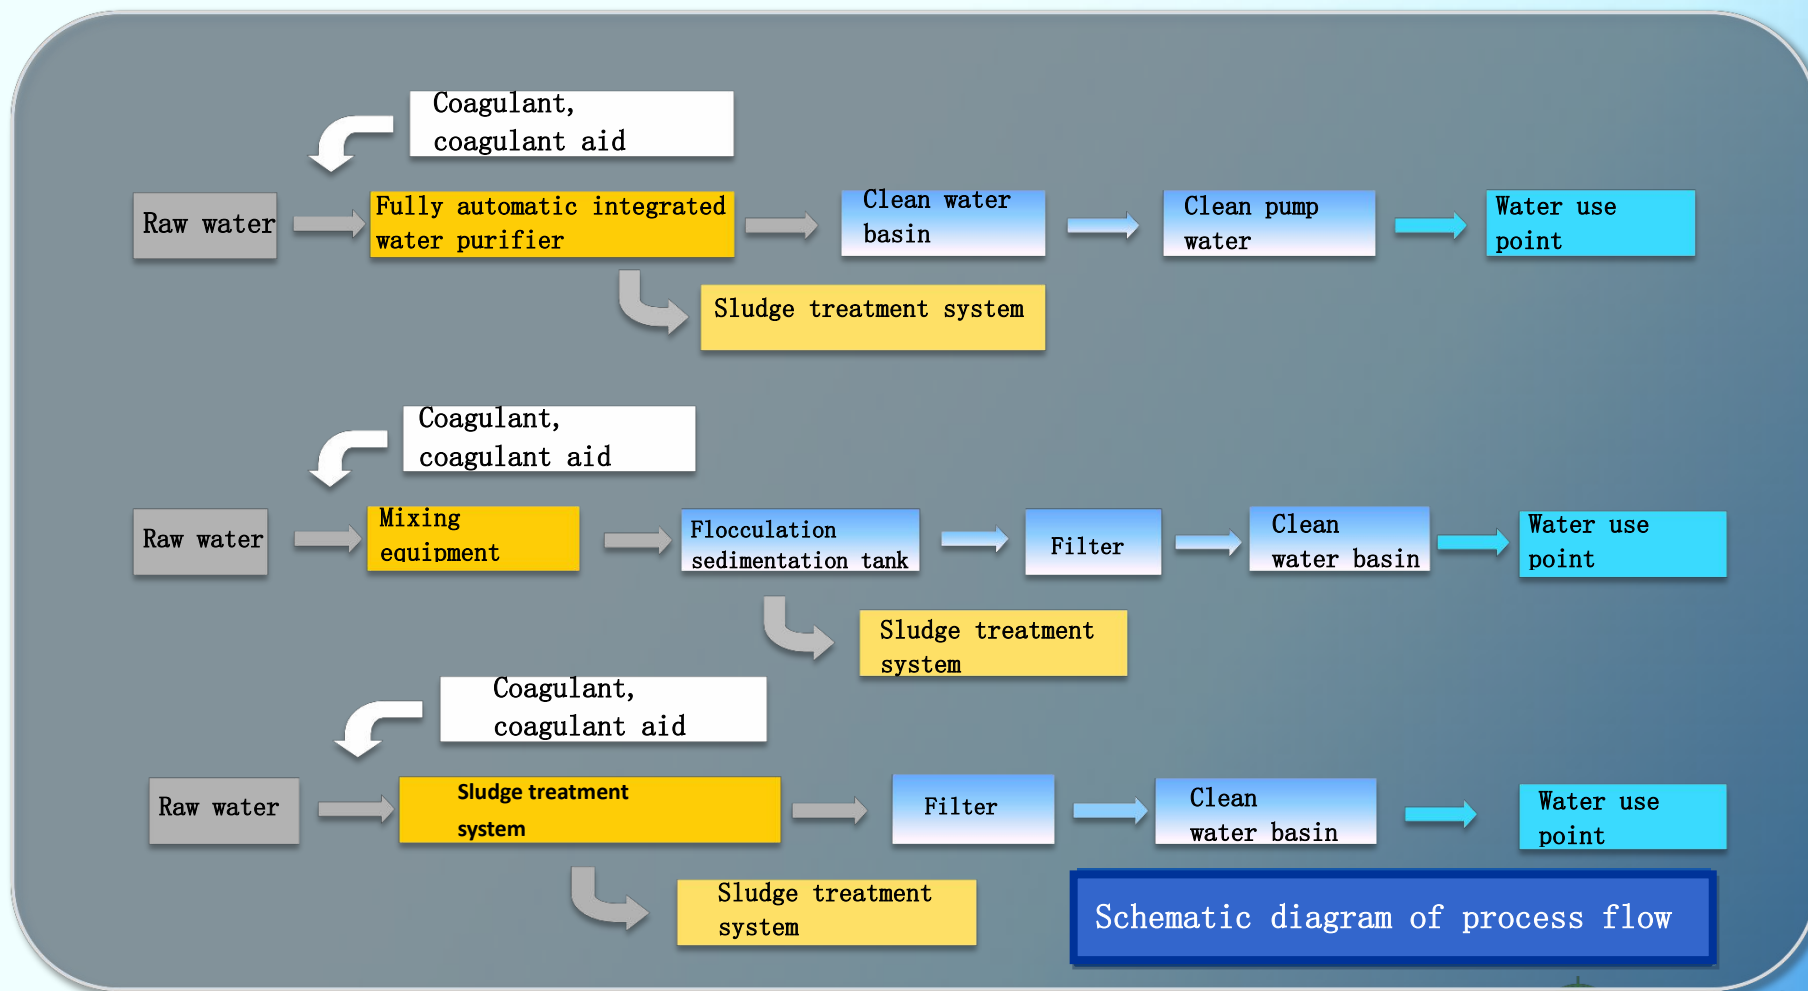 Coagulant,
coagulant aid
Raw water
Fully automatic integrated
water purifier
Clean water
basin
Clean pump
water
Water use
point
Sludge treatment system
Coagulant,
coagulant aid
Raw water
Mixing
equipment
Flocculation
sedimentation tank
Filter
Clean
water basin
Water use
point
Sludge treatment
system
Coagulant,
coagulant aid
Raw water
Sludge treatment
system
Filter
Clean
water basin
Water use
point
Sludge treatment
system
Schematic diagram of process flow